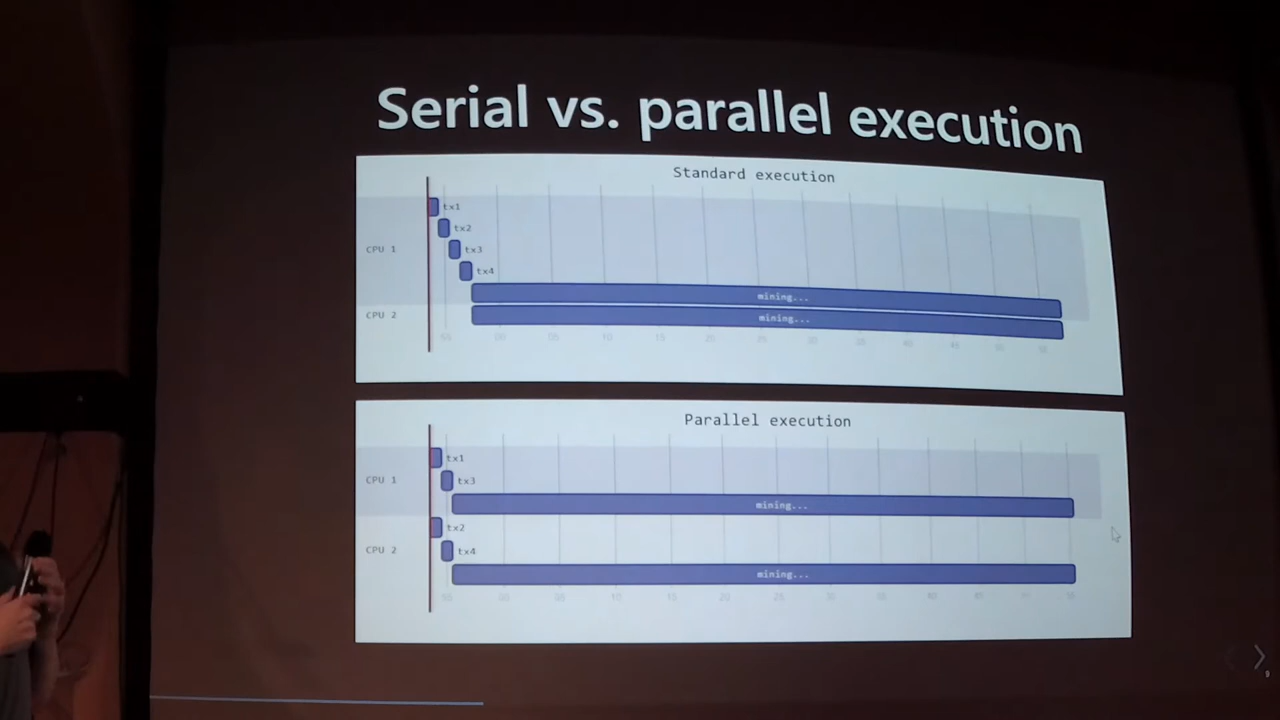 Serial vs. parallel execution
Standard execution
tx1
tx2
CPU 1
tx3
tx4
mining...
CPU 2
mining...
Parallel execution
tx1
CPU 1
tx3
mining...
tx2
CPU 2
tx4
mining...